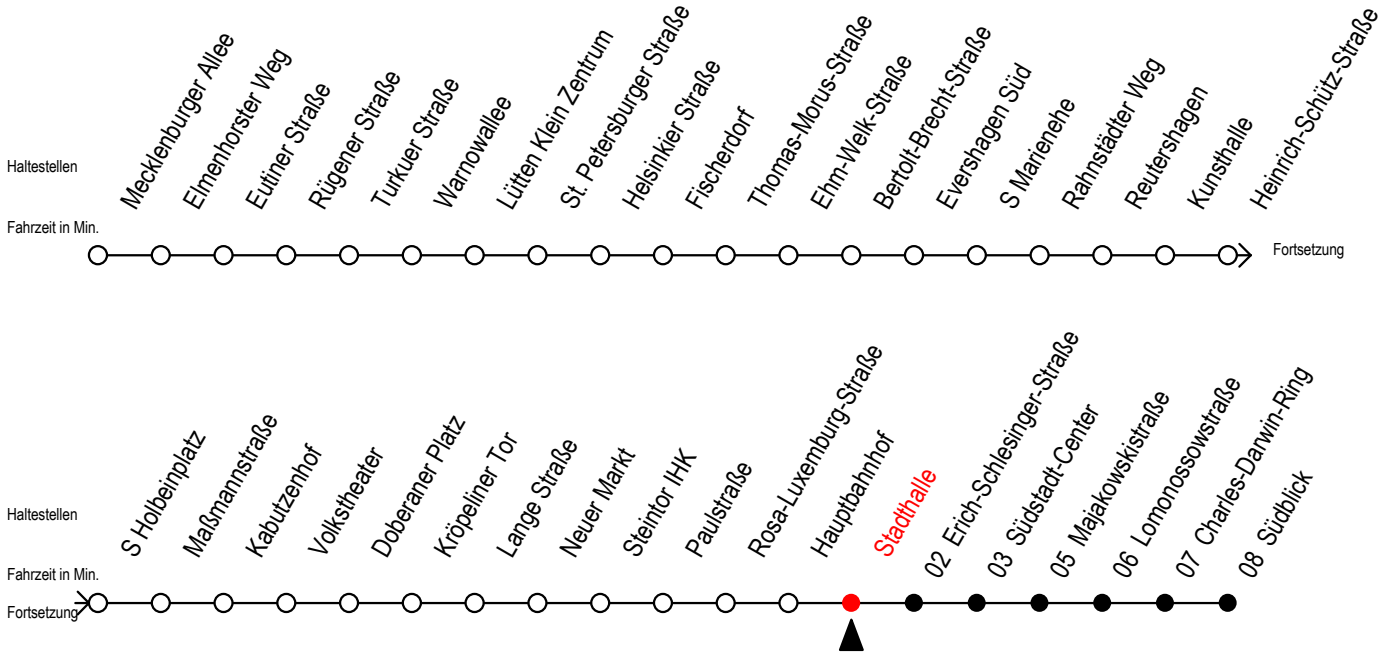 Haltestellen
Mecklenburger Allee
Elmenhorster Weg
Eutiner Straße
Rügener Straße
Turkuer Straße
Warnowallee
Lütten Klein Zentrum
St. Petersburger Straße
Helsinkier Straße
Fischerdorf
Thomas-Morus-Straße
Ehm-Welk-Straße
Bertolt-Brecht-Straße
Evershagen Süd
S Marienehe
Rahnstädter Weg
Reutershagen
Kunsthalle
Heinrich-Schütz-Straße
Fahrzeit in Min.
Fortsetzung
Haltestellen
S Holbeinplatz
Maßmannstraße
Kabutzenhof
Volkstheater
Doberaner Platz
Kröpeliner Tor
Lange Straße
Neuer Markt
Steintor IHK
Paulstraße
Rosa-Luxemburg-Straße
Hauptbahnhof
Stadthalle
02 Erich-Schlesinger-Straße
03 Südstadt-Center
05 Majakowskistraße
06 Lomonossowstraße
07 Charles-Darwin-Ring
08 Südblick
Fahrzeit in Min.
Fortsetzung